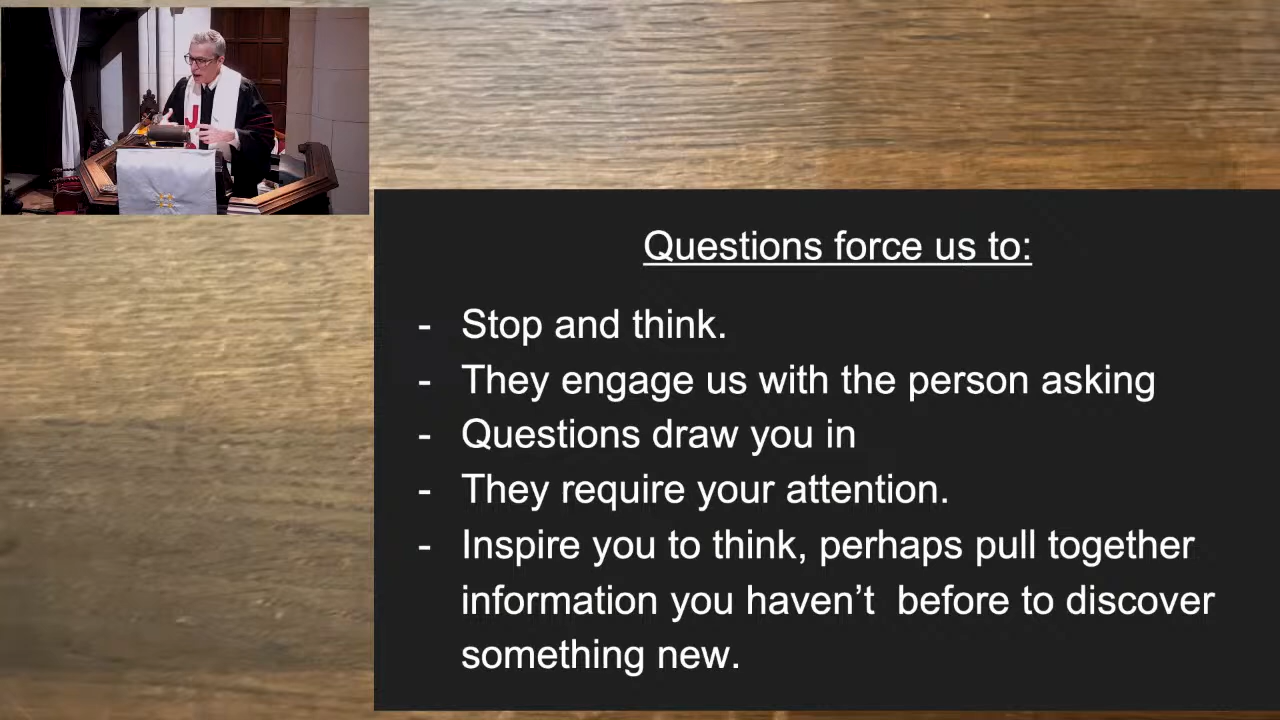 J
Questions force us to:
- Stop and think.
- They engage us with the person asking
- Questions draw you in
- They require your attention.
- Inspire you to think, perhaps pull together
information you haven’t  before to discover
something new.